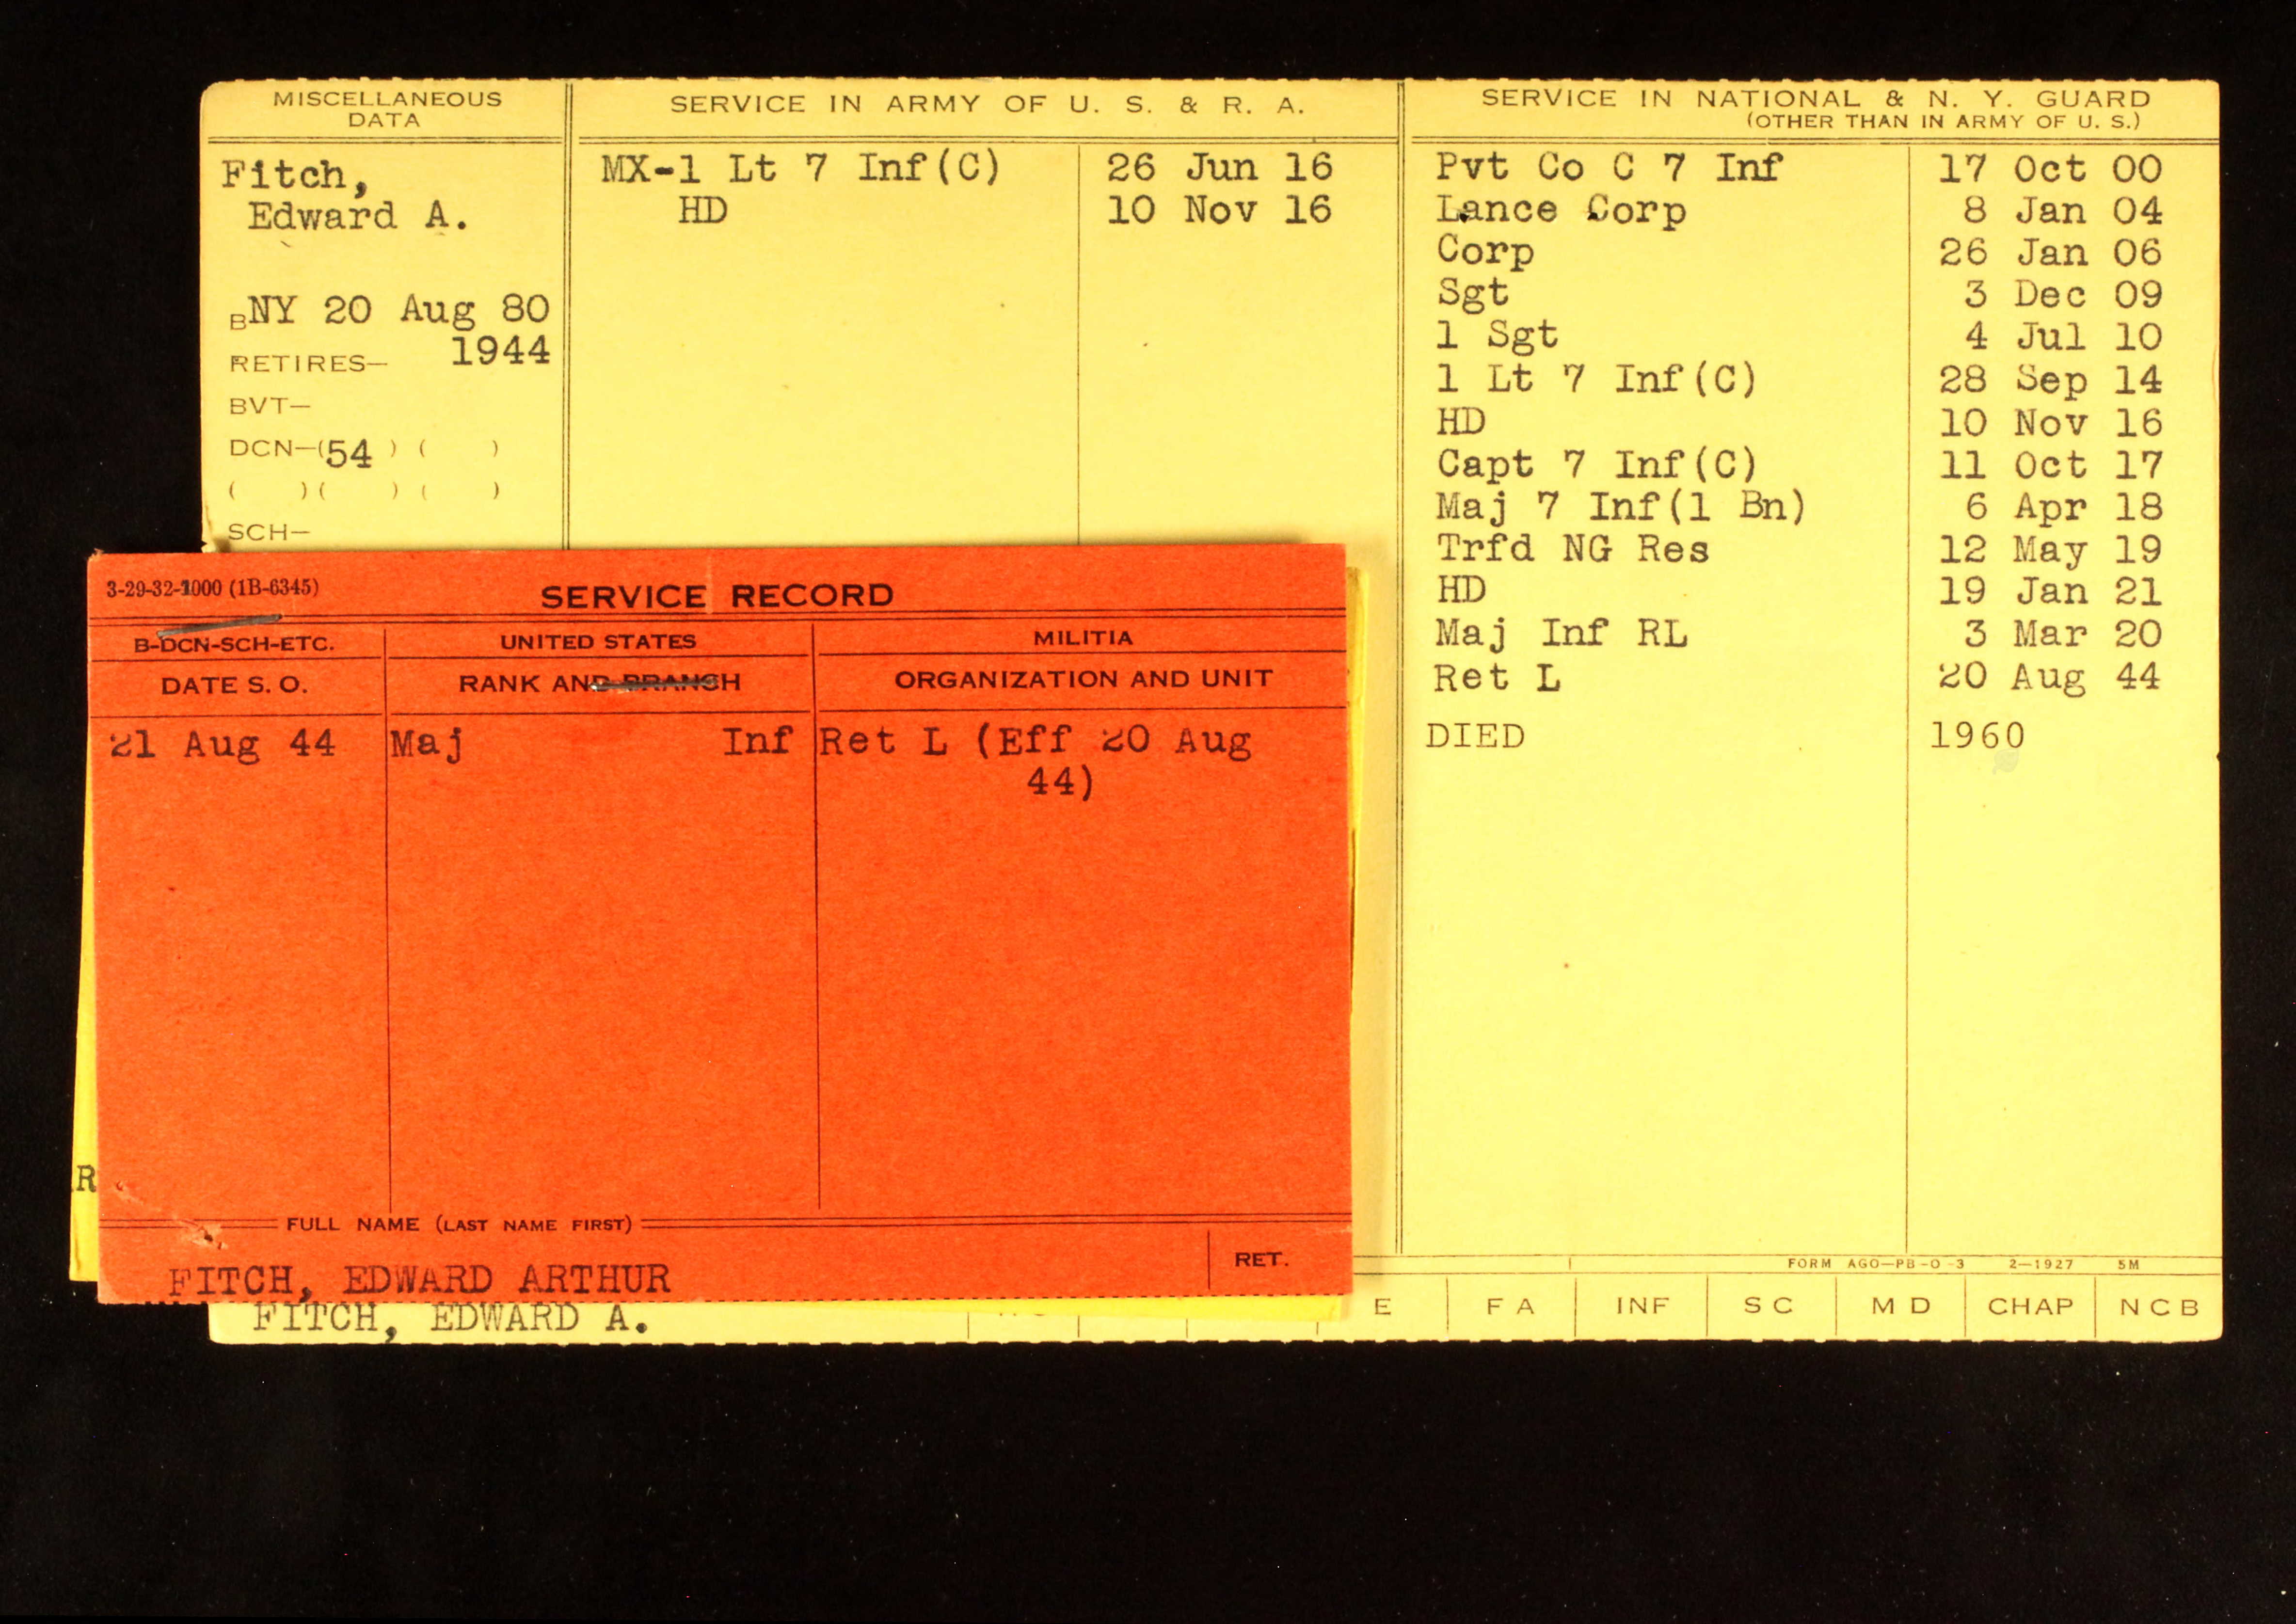 MISCELLANEOUS
DATA
Fitch,
Edward A.
BNY 20 Aug 80
RETIRES— 1944
BVT—
DCN—(54 ) ( )
( ) ( ) ( )
SCH—
SERVICE IN ARMY OF U. S. & R. A.
MX-1 Lt 7 Inf(C) 26 Jun 16
HD 10 Nov 16
SERVICE IN NATIONAL & N. Y. GUARD
(OTHER THAN IN ARMY OF U. S.)
Pvt Co C 7 Inf 17 Oct 00
Lance Corp 8 Jan 04
Corp 26 Jan 06
Sgt 3 Dec 09
1 Sgt 4 Jul 10
1 Lt 7 Inf(C) 28 Sep 14
HD 10 Nov 16
Capt 7 Inf(C) 11 Oct 17
Maj 7 Inf(1 Bn) 6 Apr 18
Trfd NG Res 12 May 19
HD 19 Jan 21
Maj Inf RL 3 Mar 20
Ret L 20 Aug 44
DIED 1960
3-29-32-1000 (1B-6345) SERVICE RECORD
B-DCN-SCH-ETC. UNITED STATES MILITIA
DATE S. O. RANK AND BRANCH ORGANIZATION AND UNIT
21 Aug 44 Maj Inf Ret L (Eff 20 Aug
44)
R
FULL NAME (LAST NAME FIRST)
FITCH, EDWARD ARTHUR RET.
FITCH, EDWARD A.
FORM AGO—PB-O-3 2—1927 5M
E FA INF SC MD CHAP NCB